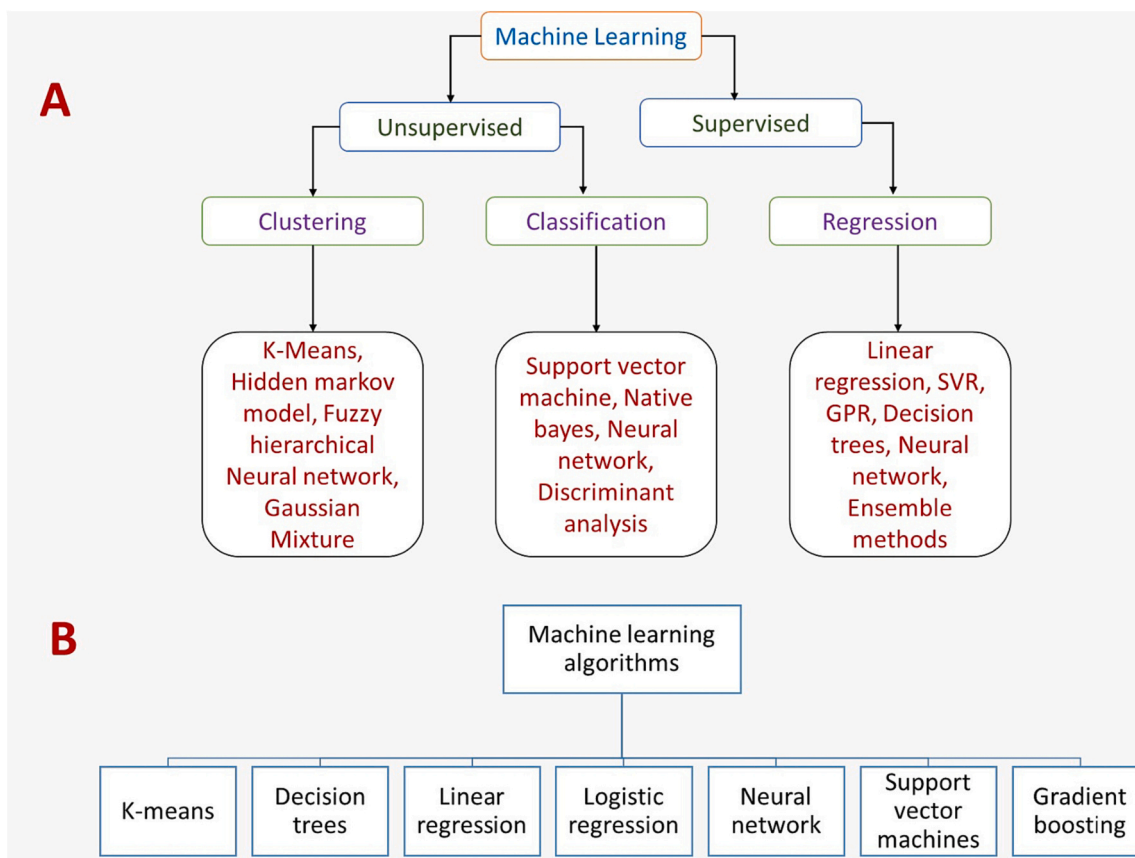 Machine Learning
A
Unsupervised
Supervised
Clustering
Classification
Regression
K-Means,
Hidden markov
model, Fuzzy
hierarchical
Neural network,
Gaussian
Mixture
Support vector
machine, Native
bayes, Neural
network,
Discriminant
analysis
Linear
regression, SVR,
GPR, Decision
trees, Neural
network,
Ensemble
methods
B
Machine learning
algorithms
K-means
Decision
trees
Linear
regression
Logistic
regression
Neural
network
Support
vector
machines
Gradient
boosting